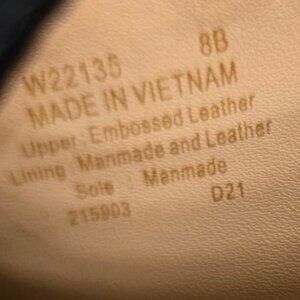 W22135 8B
MADE IN VIETNAM
Upper : Embossed Leather
Lining : Manmade and Leather
Sole : Manmade
215903 D21